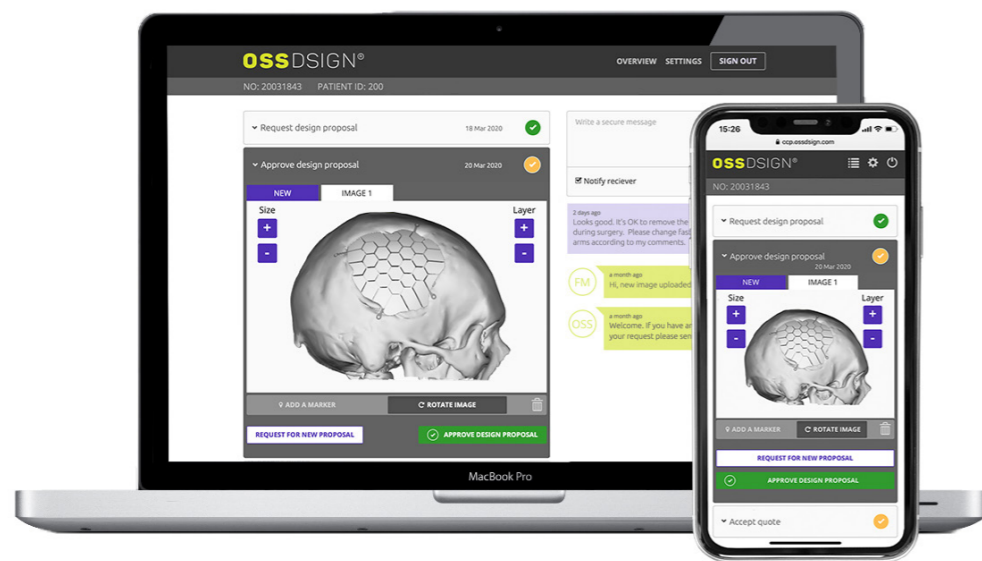 OSSDSIGN®
OVERVIEW SETTINGS SIGN OUT
NO: 20031843 PATIENT ID: 200
Request design proposal 18 Mar 2020
Approve design proposal 20 Mar 2020
NEW IMAGE 1
Size Layer
+ +
- -
ADD A MARKER ROTATE IMAGE
REQUEST FOR NEW PROPOSAL APPROVE DESIGN PROPOSAL
Write a secure message
Notify reciever
2 days ago
Looks good. It's OK to remove the
during surgery. Please change
arms according to my comments.
FM
a month ago
Hi, new image uploaded
OSS
a month ago
Welcome. If you have
your request please
MacBook Pro
15:26
ccp.ossdsign.com
OSSDSIGN®
NO: 20031843
Request design proposal
Approve design proposal
20 Mar 2020
NEW IMAGE 1
Size Layer
+ +
- -
ADD A MARKER ROTATE IMAGE
REQUEST FOR NEW PROPOSAL
APPROVE DESIGN PROPOSAL
Accept quote